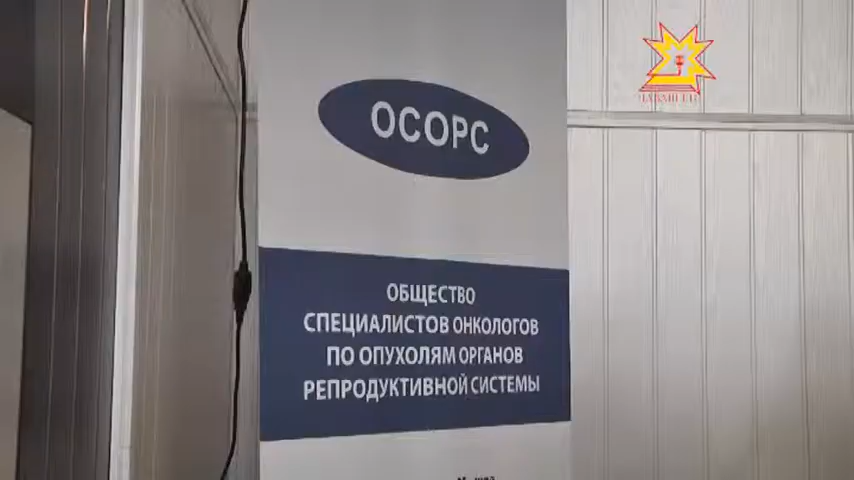 ОСОРС
ОБЩЕСТВО
СПЕЦИАЛИСТОВ ОНКОЛОГОВ
ПО ОПУХОЛЯМ ОРГАНОВ
РЕПРОДУКТИВНОЙ СИСТЕМЫ